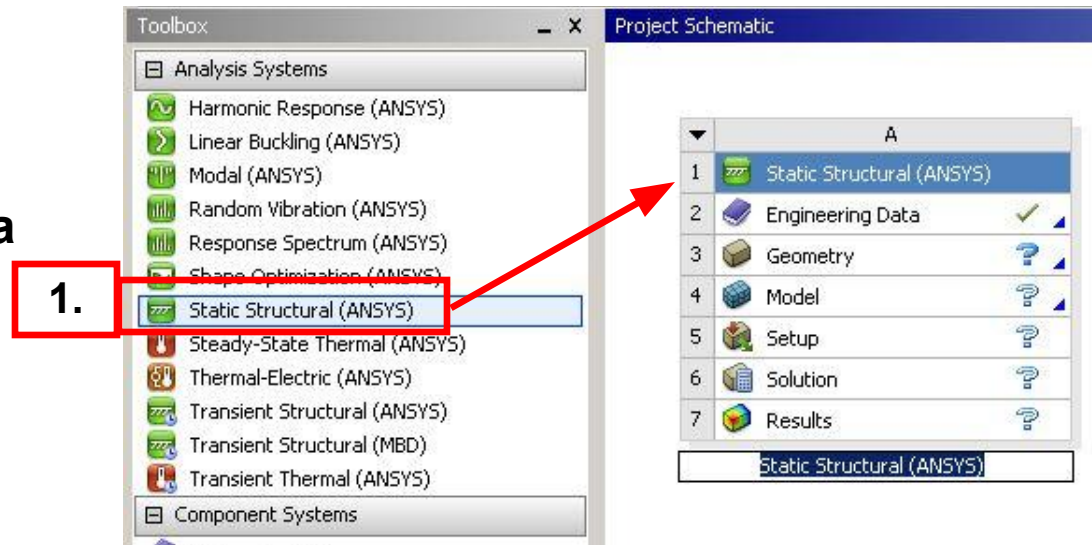 Toolbox
Project Schematic
Analysis Systems
Harmonic Response (ANSYS)
Linear Buckling (ANSYS)
Modal (ANSYS)
Random Vibration (ANSYS)
Response Spectrum (ANSYS)
Shape Optimization (ANSYS)
Static Structural (ANSYS)
Steady-State Thermal (ANSYS)
Thermal-Electric (ANSYS)
Transient Structural (ANSYS)
Transient Structural (MBD)
Transient Thermal (ANSYS)
Component Systems
a
1.
A
1 Static Structural (ANSYS)
2 Engineering Data
3 Geometry
4 Model
5 Setup
6 Solution
7 Results
Static Structural (ANSYS)